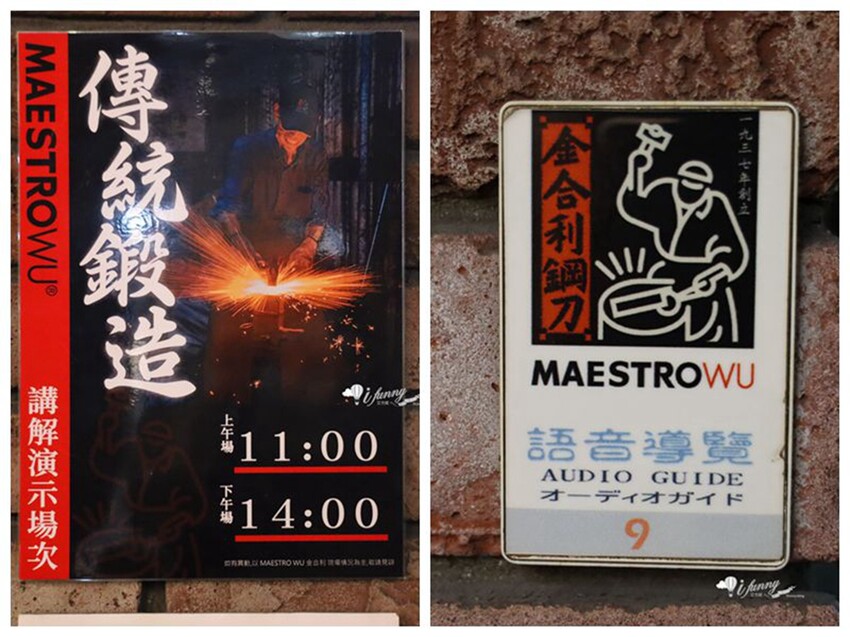 MAESTROWU®
傳統鍛造
講解演示場次
上午場
11:00
下午場
14:00
i funny
金合利鋼刀
一九三七年創立
MAESTROWU
語音導覽
AUDIO GUIDE
オーディオガイド
9
i funny